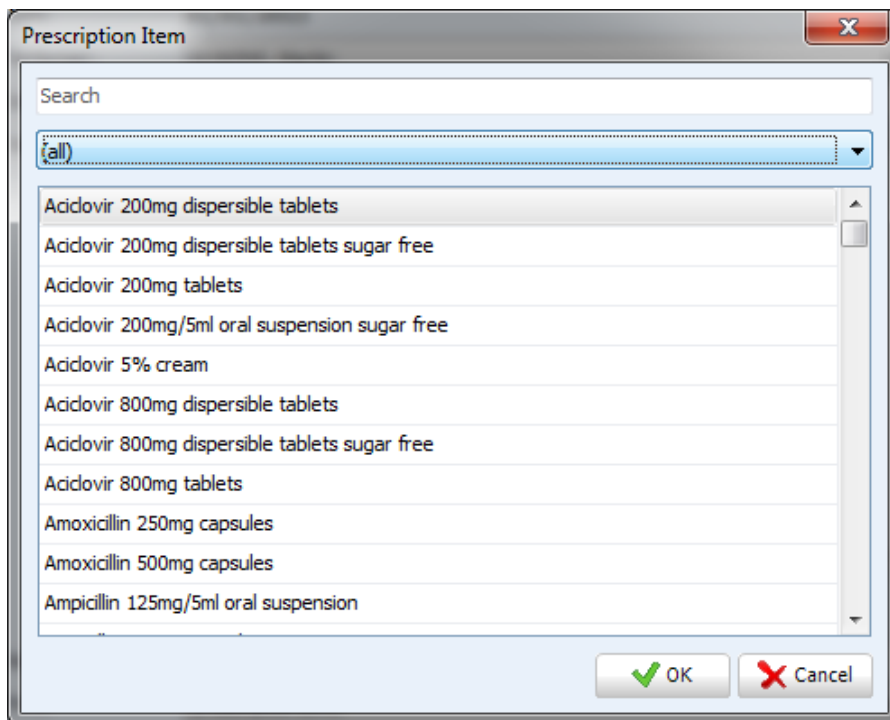 Prescription Item
Search
(all)
Aciclovir 200mg dispersible tablets
Aciclovir 200mg dispersible tablets sugar free
Aciclovir 200mg tablets
Aciclovir 200mg/5ml oral suspension sugar free
Aciclovir 5% cream
Aciclovir 800mg dispersible tablets
Aciclovir 800mg dispersible tablets sugar free
Aciclovir 800mg tablets
Amoxicillin 250mg capsules
Amoxicillin 500mg capsules
Ampicillin 125mg/5ml oral suspension
OK
Cancel